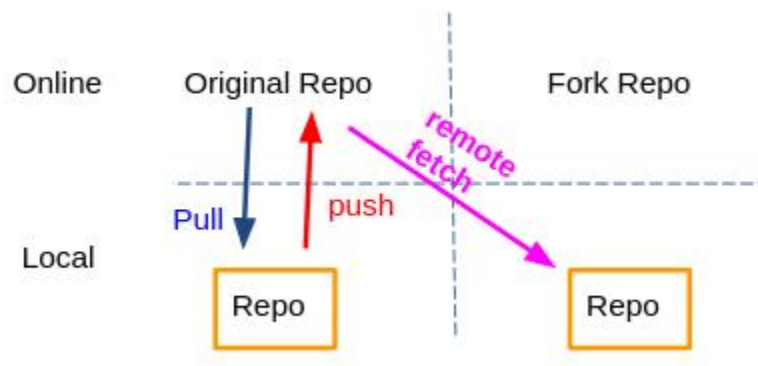 Online
Original Repo
Fork Repo
remote
fetch
Pull
push
Local
Repo
Repo